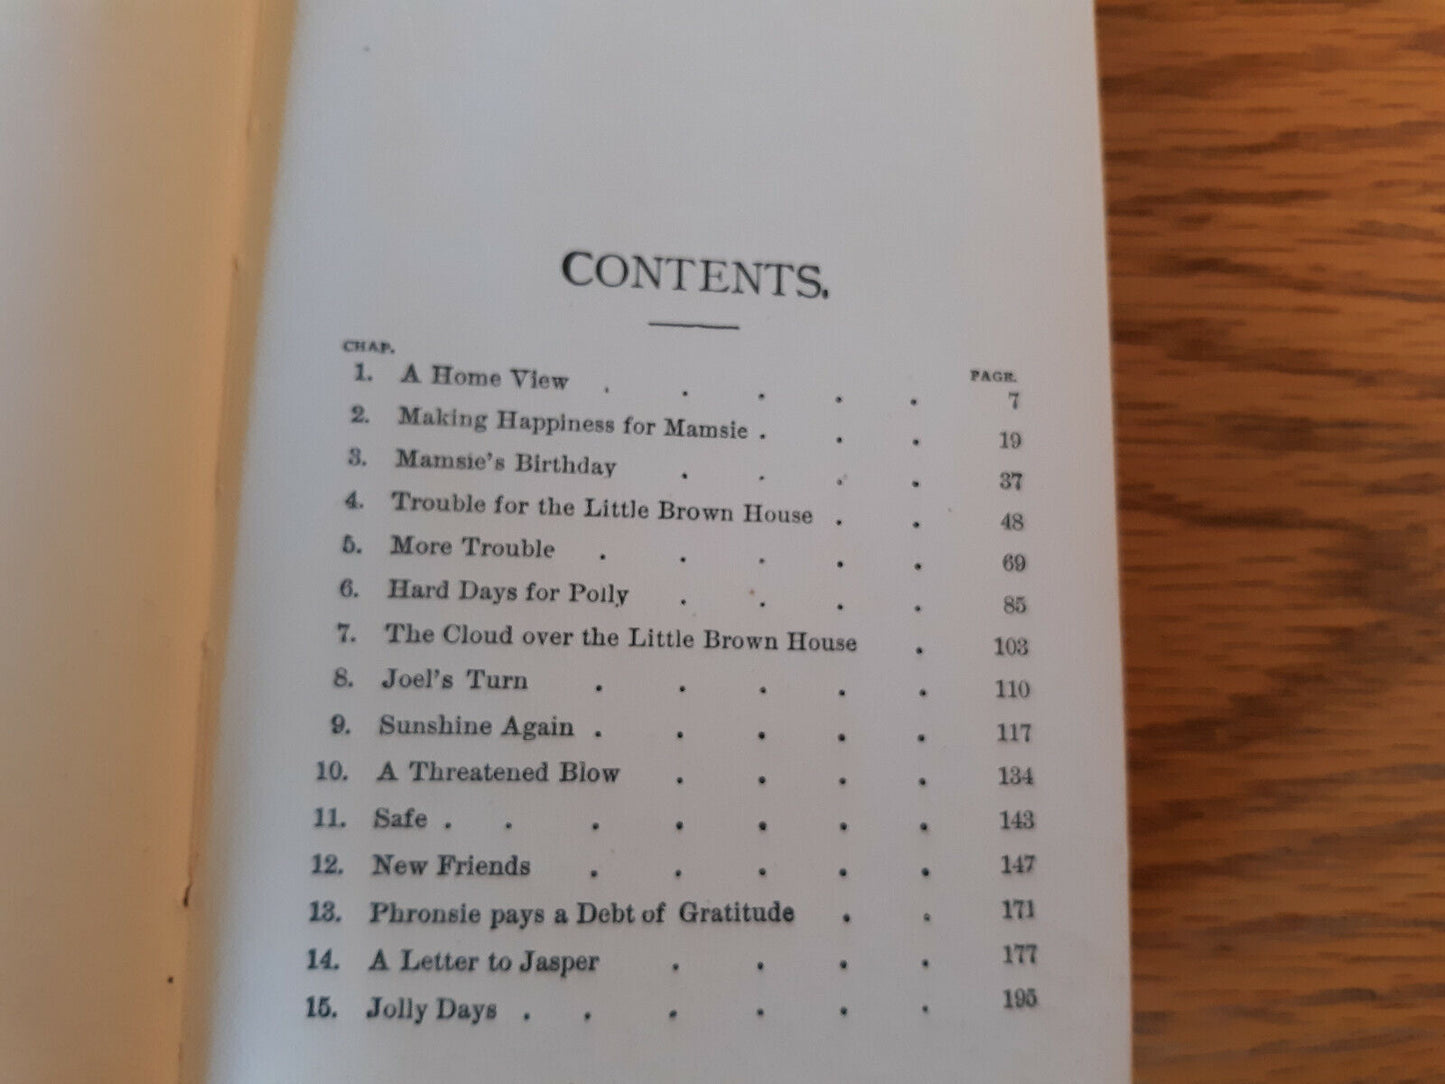 CONTENTS.
CHAP.
PAGE.
1. A Home View . . . . . 7
2. Making Happiness for Mamsie . . . 19
3. Mamsie's Birthday . . . . 37
4. Trouble for the Little Brown House . . 48
5. More Trouble . . . . . 69
6. Hard Days for Polly . . . . 85
7. The Cloud over the Little Brown House . 103
8. Joel's Turn . . . . . 110
9. Sunshine Again . . . . . 117
10. A Threatened Blow . . . . 134
11. Safe . . . . . . . 143
12. New Friends . . . . . 147
13. Phronsie pays a Debt of Gratitude . . 171
14. A Letter to Jasper . . . . 177
15. Jolly Days . . . . . . 195